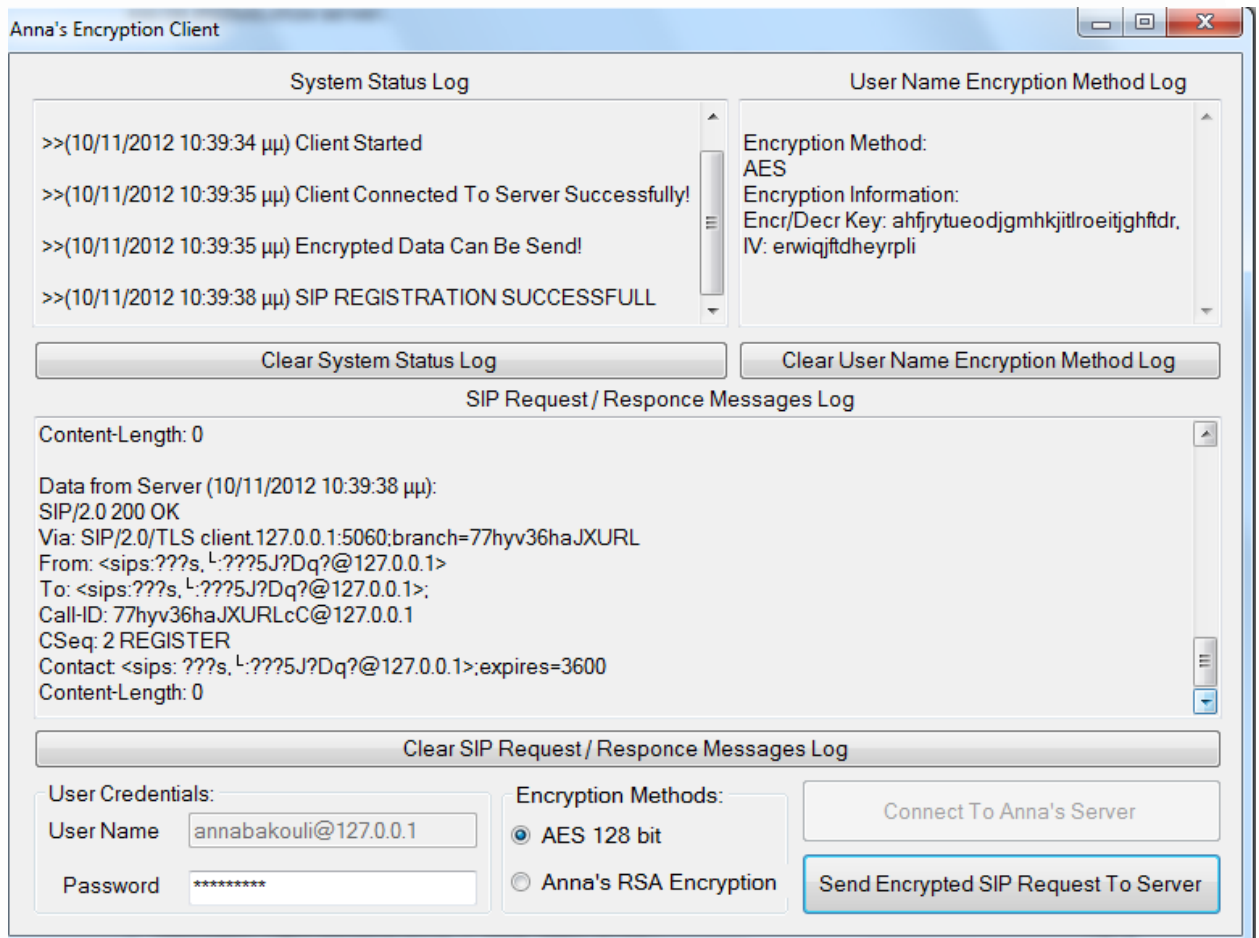 Anna's Encryption Client
System Status Log
>>(10/11/2012 10:39:34 μμ) Client Started
>>(10/11/2012 10:39:35 μμ) Client Connected To Server Successfully!
>>(10/11/2012 10:39:35 μμ) Encrypted Data Can Be Send!
>>(10/11/2012 10:39:38 μμ) SIP REGISTRATION SUCCESSFULL
Clear System Status Log
User Name Encryption Method Log
Encryption Method:
AES
Encryption Information:
Encr/Decr Key: ahfjrytueodjgmhkjitlroeitjghftdr,
IV: erwiqjftdheyrpli
Clear User Name Encryption Method Log
SIP Request / Responce Messages Log
Content-Length: 0
Data from Server (10/11/2012 10:39:38 μμ):
SIP/2.0 200 OK
Via: SIP/2.0/TLS client.127.0.0.1:5060;branch=77hyv36haJXURL
From: <sips:???s,└:???5J?Dq?@127.0.0.1>
To: <sips:???s,└:???5J?Dq?@127.0.0.1>;
Call-ID: 77hyv36haJXURLcC@127.0.0.1
CSeq: 2 REGISTER
Contact: <sips: ???s,└:???5J?Dq?@127.0.0.1>;expires=3600
Content-Length: 0
Clear SIP Request / Responce Messages Log
User Credentials:
User Name annabakouli@127.0.0.1
Password *********
Encryption Methods:
AES 128 bit
Anna's RSA Encryption
Connect To Anna's Server
Send Encrypted SIP Request To Server